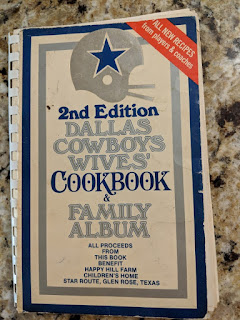 ALL NEW RECIPES
from players & coaches
2nd Edition
DALLAS
COWBOYS
WIVES'
COOKBOOK
&
FAMILY
ALBUM
ALL PROCEEDS
FROM
THIS BOOK
BENEFIT
HAPPY HILL FARM
CHILDREN'S HOME
STAR ROUTE, GLEN ROSE, TEXAS